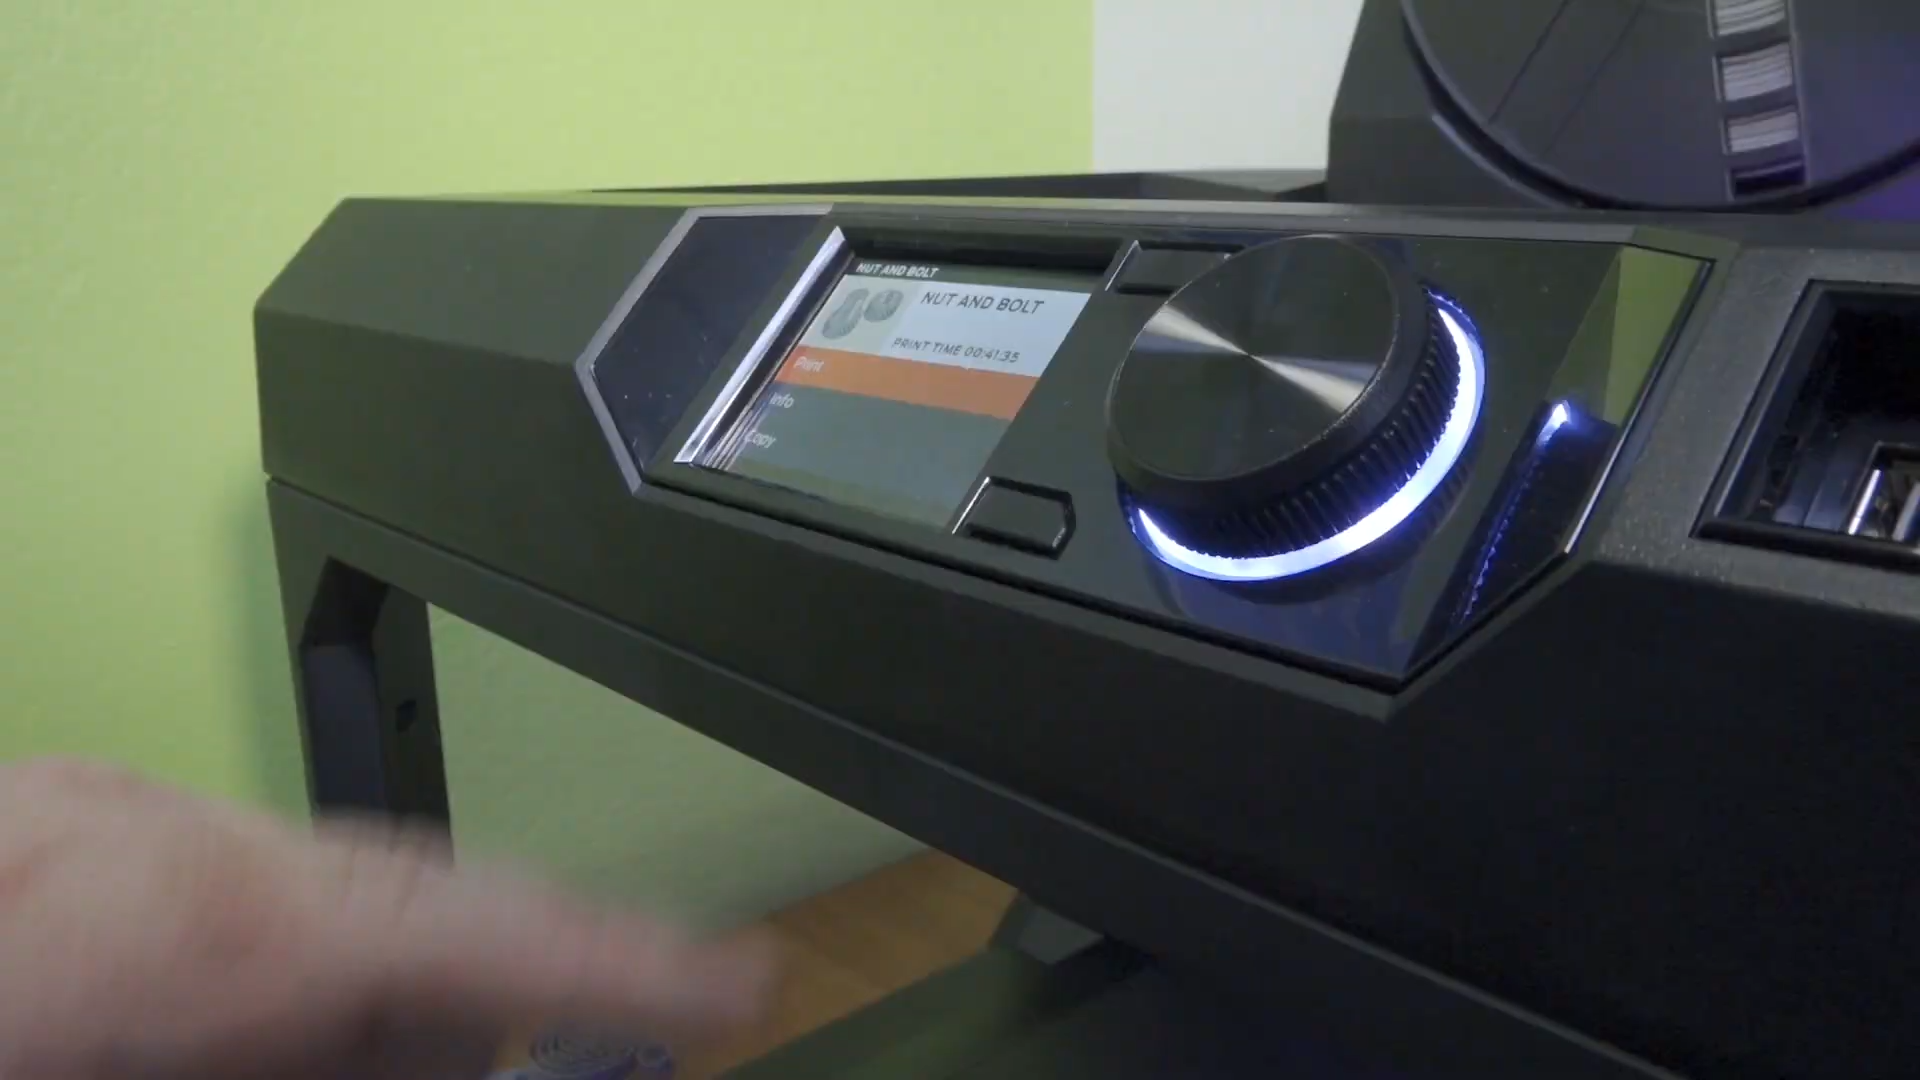 NUT AND BOLT
NUT AND BOLT
PRINT TIME 00:41:35
Print
Info
Copy